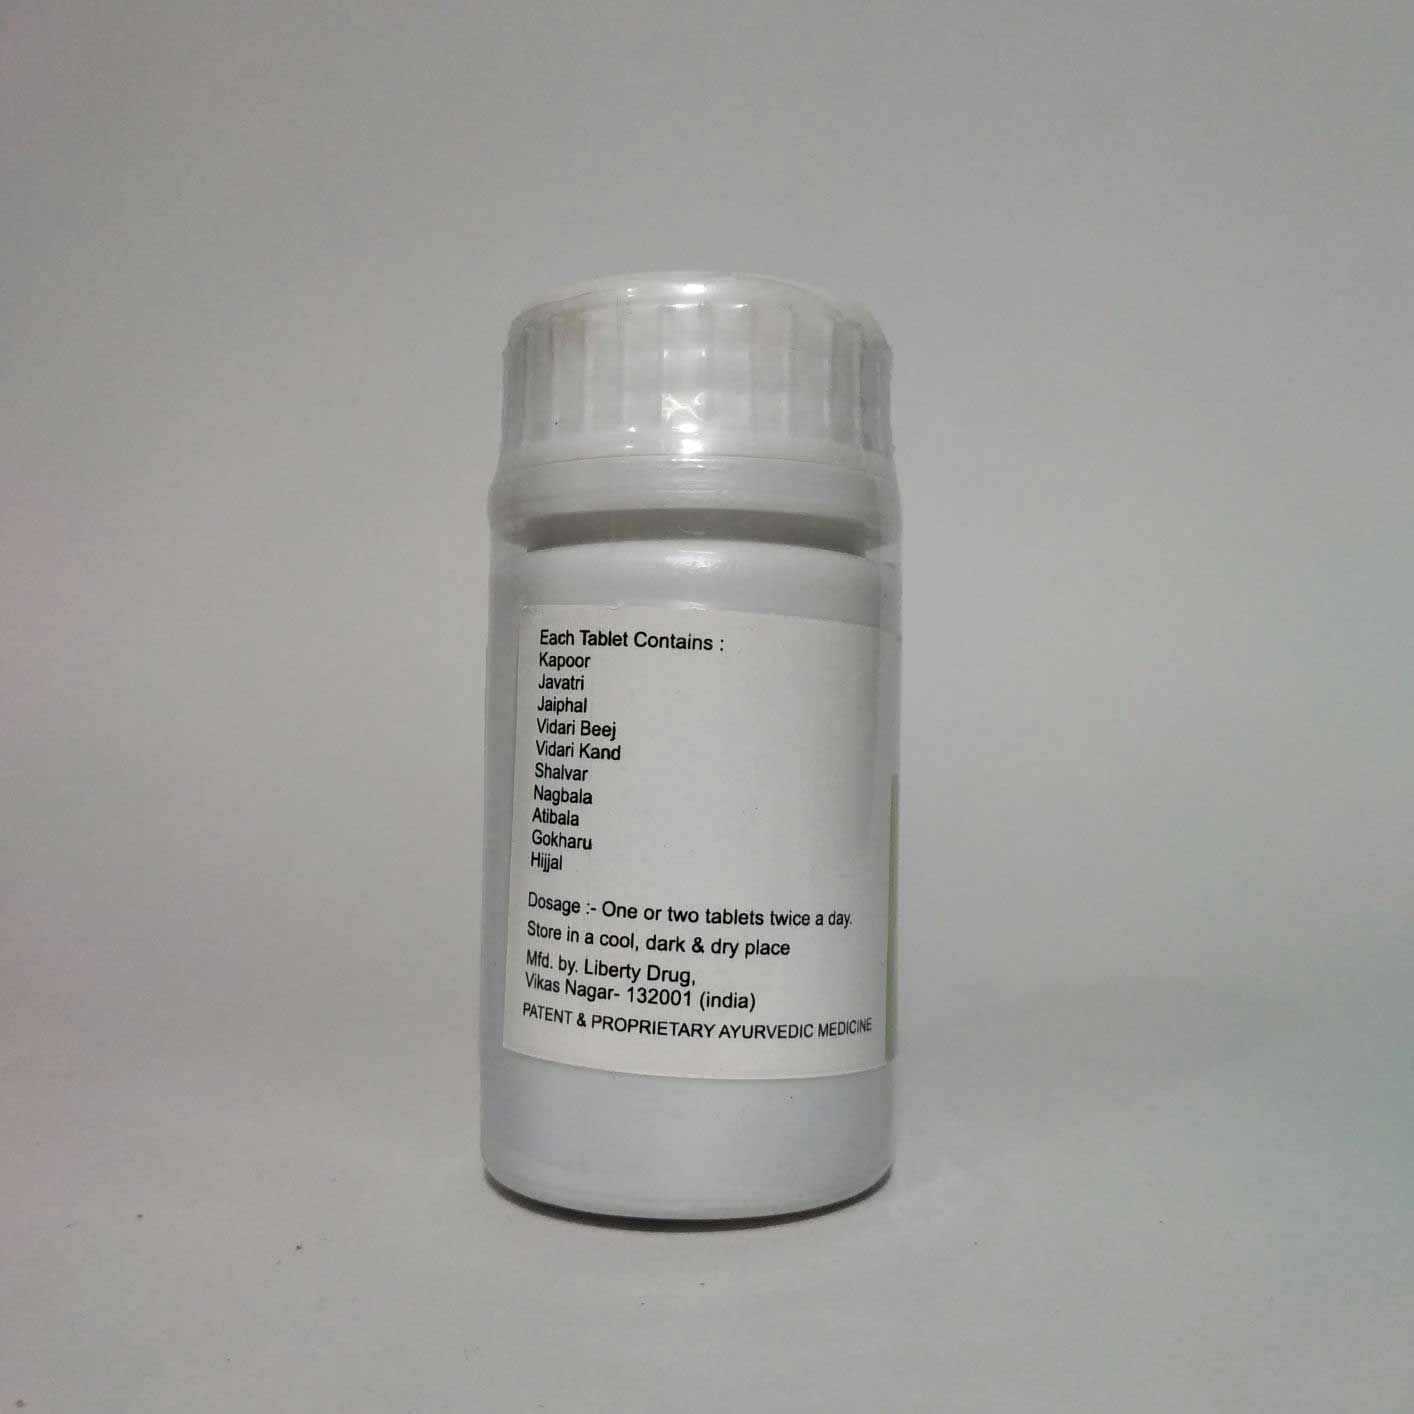 Each Tablet Contains :
Kapoor
Javatri
Jaiphal
Vidari Beej
Vidari Kand
Shalvar
Nagbala
Atibala
Gokharu
Hijjal
Dosage :- One or two tablets twice a day.
Store in a cool, dark & dry place
Mfd. by. Liberty Drug,
Vikas Nagar- 132001 (india)
PATENT & PROPRIETARY AYURVEDIC MEDICINE